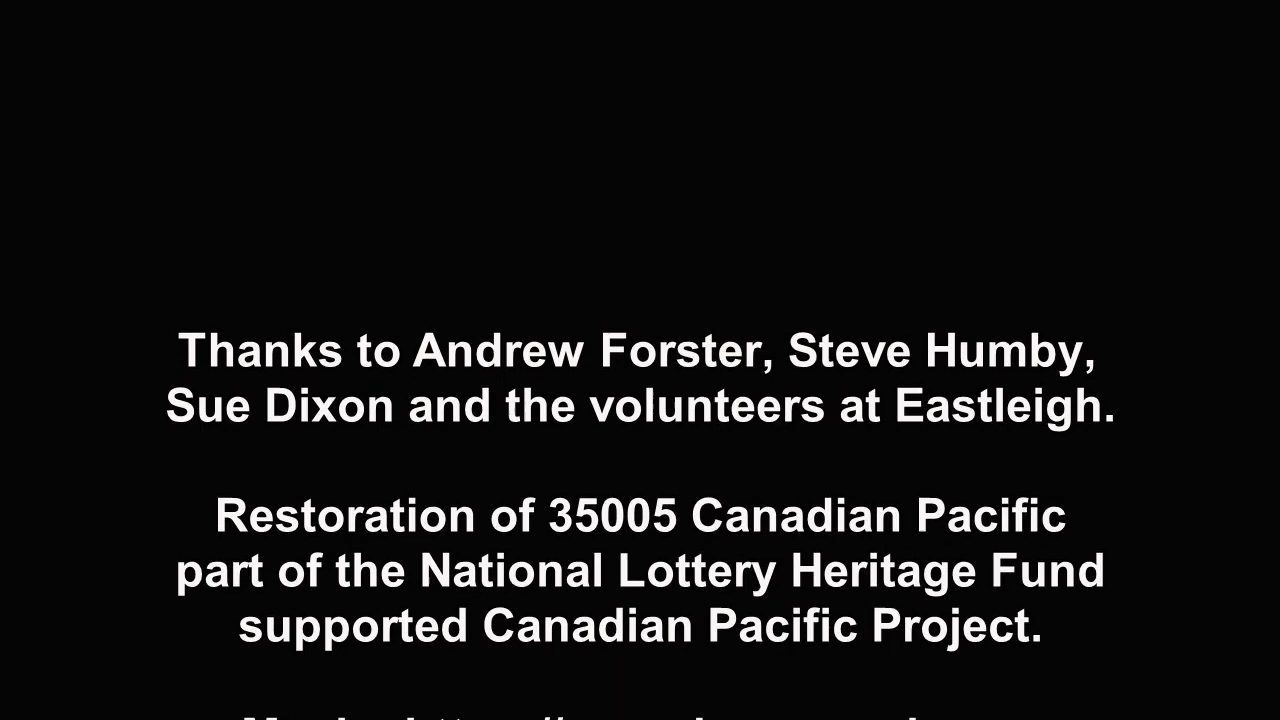 Thanks to Andrew Forster, Steve Humby,
Sue Dixon and the volunteers at Eastleigh.
Restoration of 35005 Canadian Pacific
part of the National Lottery Heritage Fund
supported Canadian Pacific Project.